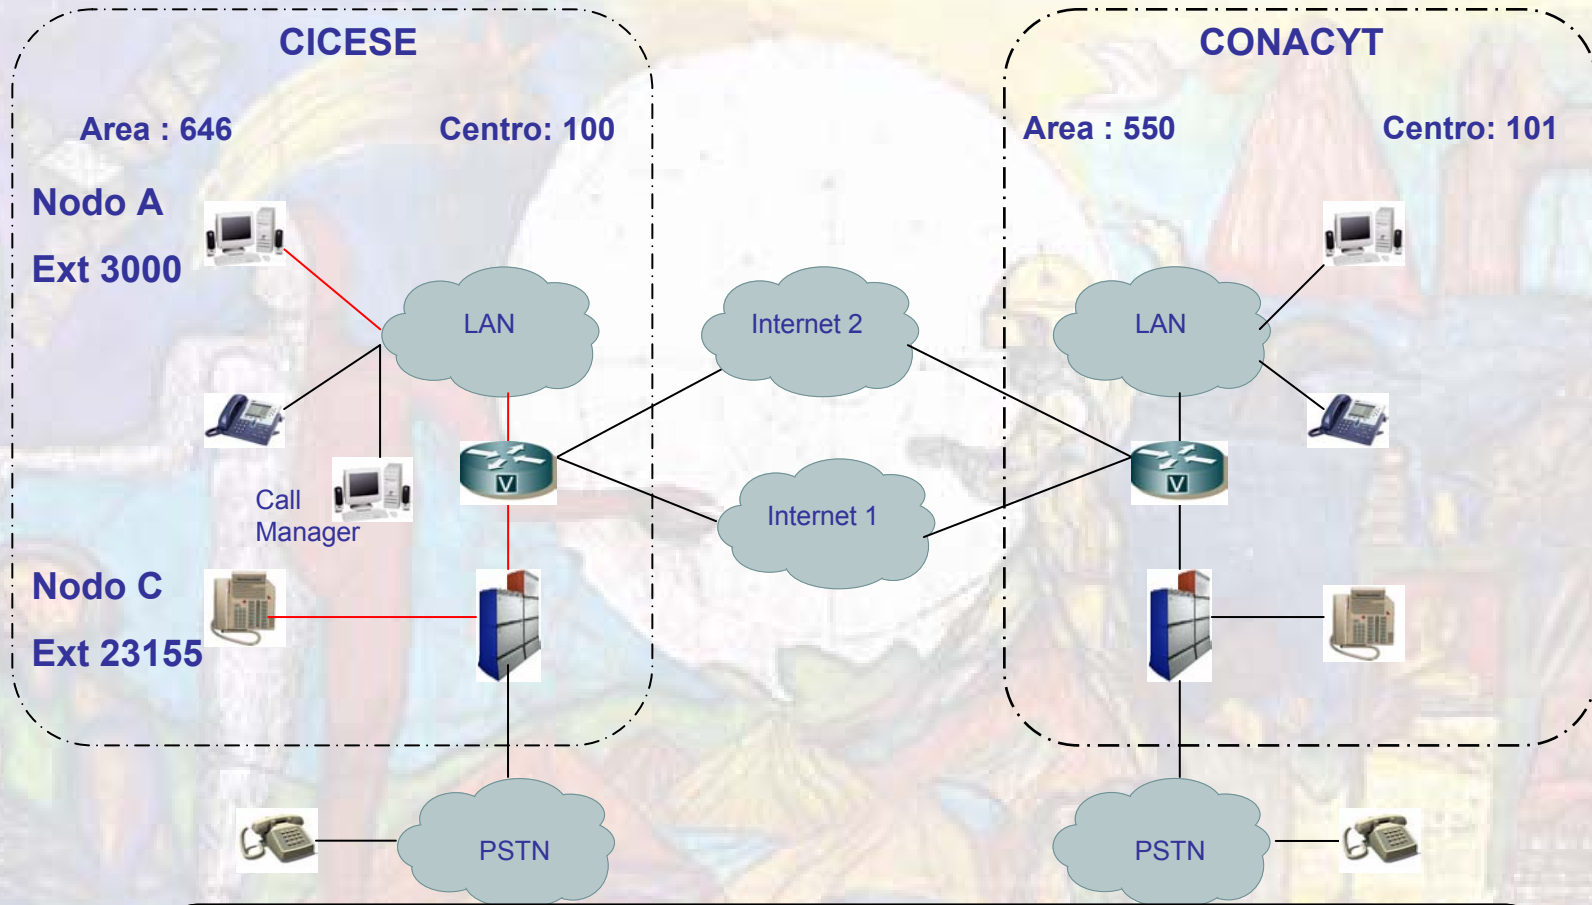 CICESE
CONACYT
Area : 646
Centro: 100
Area : 550
Centro: 101
Nodo A
Ext 3000
LAN
Internet 2
LAN
V
V
Call
Manager
Internet 1
Nodo C
Ext 23155
PSTN
PSTN